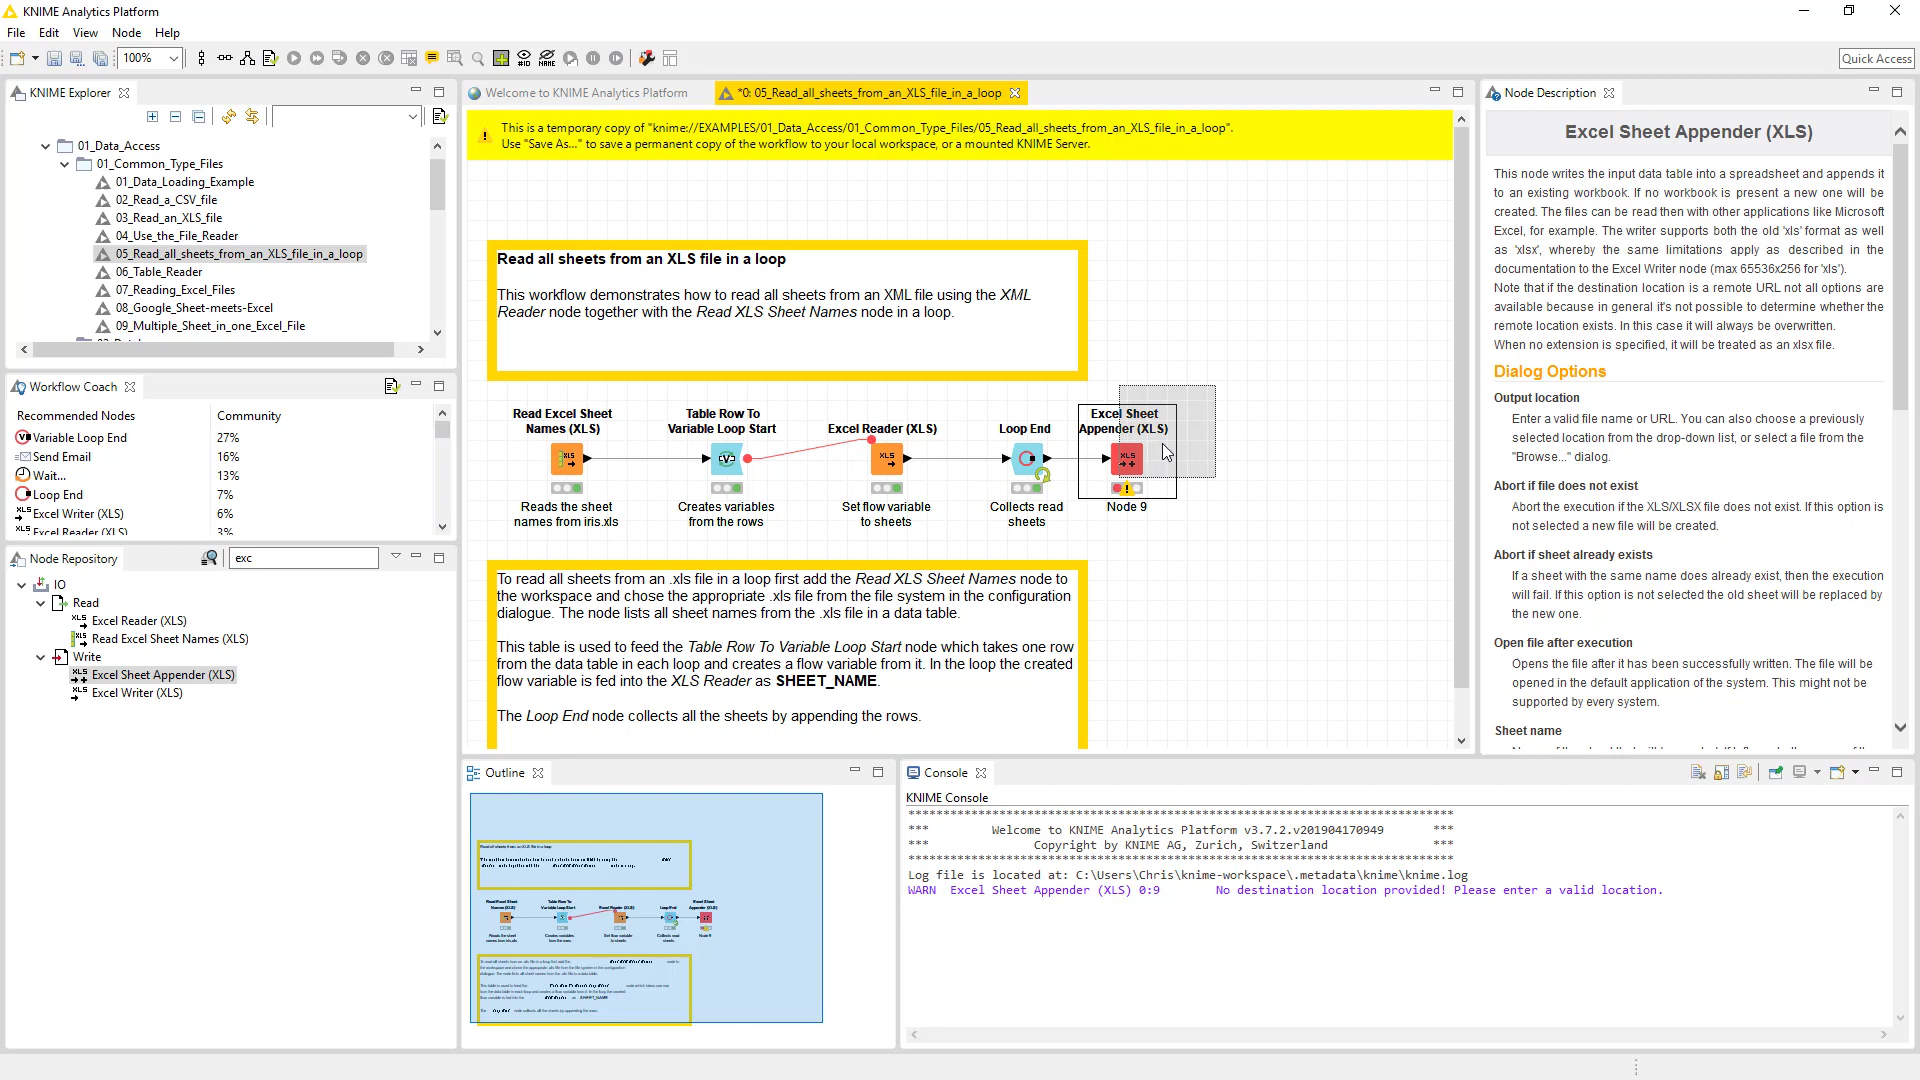 KNIME Analytics Platform
File Edit View Node Help
100%
Quick Access
KNIME Explorer
01_Data_Access
01_Common_Type_Files
01_Data_Loading_Example
02_Read_a_CSV_file
03_Read_an_XLS_file
04_Use_the_File_Reader
05_Read_all_sheets_from_an_XLS_file_in_a_loop
06_Table_Reader
07_Reading_Excel_Files
08_Google_Sheet-meets-Excel
09_Multiple_Sheet_in_one_Excel_File
Workflow Coach
Recommended Nodes Community
Variable Loop End 27%
Send Email 16%
Wait... 13%
Loop End 7%
Excel Writer (XLS) 6%
Excel Reader (XLS) 3%
Node Repository
exc
IO
Read
Excel Reader (XLS)
Read Excel Sheet Names (XLS)
Write
Excel Sheet Appender (XLS)
Excel Writer (XLS)
Welcome to KNIME Analytics Platform
*0: 05_Read_all_sheets_from_an_XLS_file_in_a_loop
This is a temporary copy of "knime://EXAMPLES/01_Data_Access/01_Common_Type_Files/05_Read_all_sheets_from_an_XLS_file_in_a_loop".
Use "Save As..." to save a permanent copy of the workflow to your local workspace, or a mounted KNIME Server.
Read all sheets from an XLS file in a loop
This workflow demonstrates how to read all sheets from an XML file using the XML
Reader node together with the Read XLS Sheet Names node in a loop.
Read Excel Sheet
Names (XLS)
Reads the sheet
names from iris.xls
Table Row To
Variable Loop Start
Creates variables
from the rows
Excel Reader (XLS)
Set flow variable
to sheets
Loop End
Collects read
sheets
Excel Sheet
Appender (XLS)
Node 9
To read all sheets from an .xls file in a loop first add the Read XLS Sheet Names node to
the workspace and chose the appropriate .xls file from the file system in the configuration
dialogue. The node lists all sheet names from the .xls file in a data table.
This table is used to feed the Table Row To Variable Loop Start node which takes one row
from the data table in each loop and creates a flow variable from it. In the loop the created
flow variable is fed into the XLS Reader as SHEET_NAME.
The Loop End node collects all the sheets by appending the rows.
Node Description
Excel Sheet Appender (XLS)
This node writes the input data table into a spreadsheet and appends it
to an existing workbook. If no workbook is present a new one will be
created. The files can be read then with other applications like Microsoft
Excel, for example. The writer supports both the old 'xls' format as well
as 'xlsx', whereby the same limitations apply as described in the
documentation to the Excel Writer node (max 65536x256 for 'xls').
Note that if the destination location is a remote URL not all options are
available because in general it's not possible to determine whether the
remote location exists. In this case it will always be overwritten.
When no extension is specified, it will be treated as an xlsx file.
Dialog Options
Output location
Enter a valid file name or URL. You can also choose a previously
selected location from the drop-down list, or select a file from the
"Browse..." dialog.
Abort if file does not exist
Abort the execution if the XLS/XLSX file does not exist. If this option is
not selected a new file will be created.
Abort if sheet already exists
If a sheet with the same name does already exist, then the execution
will fail. If this option is not selected the old sheet will be replaced by
the new one.
Open file after execution
Opens the file after it has been successfully written. The file will be
opened in the default application of the system. This might not be
supported by every system.
Sheet name
Outline
Console
KNIME Console
*** Welcome to KNIME Analytics Platform v3.7.2.v201904170949 ***
*** Copyright by KNIME AG, Zurich, Switzerland ***
Log file is located at: C:\Users\Chris\knime-workspace\.metadata\knime\knime.log
WARN Excel Sheet Appender (XLS) 0:9 No destination location provided! Please enter a valid location.